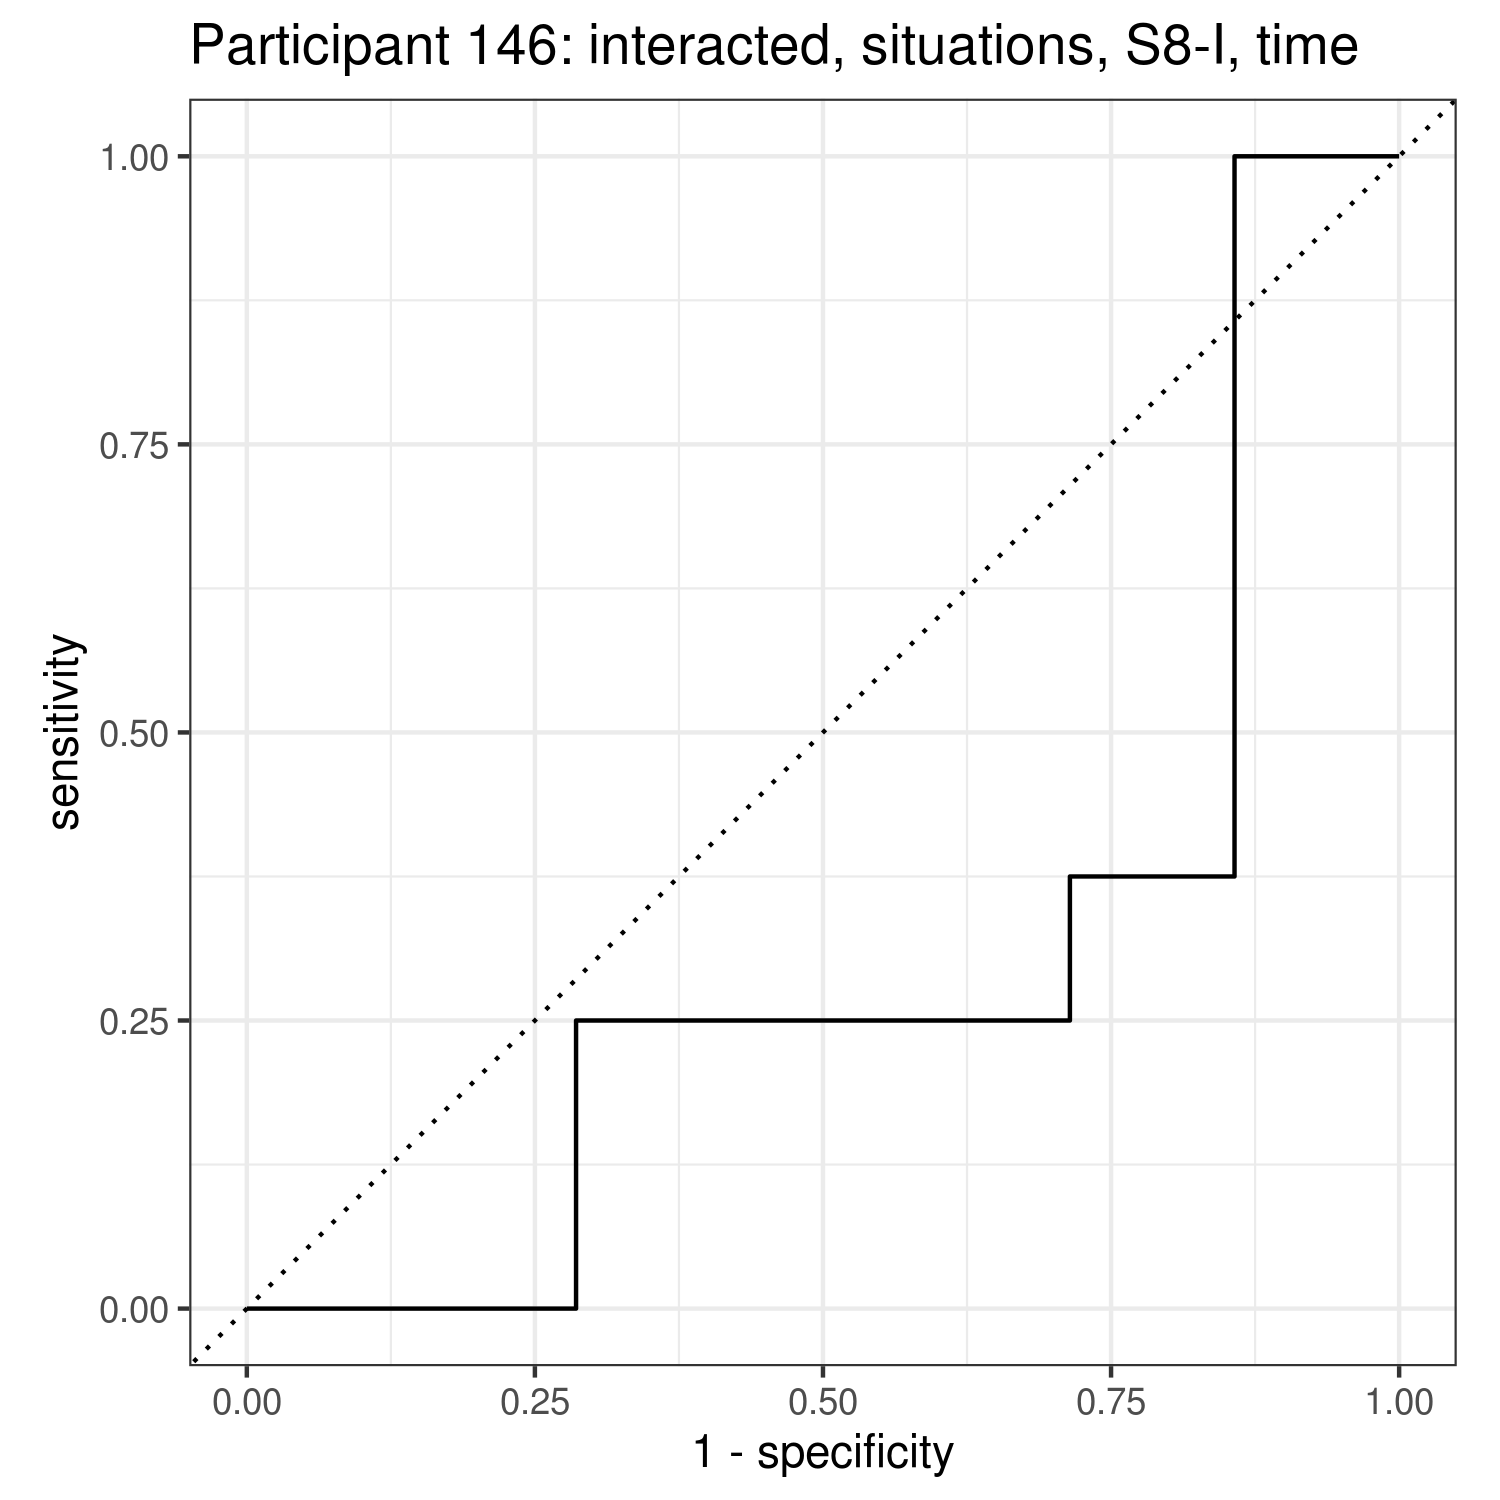 Participant 146: interacted, situations, S8-I, time
1.00
0.75
0.50
0.25
0.00
sensitivity
0.00 0.25 0.50 0.75 1.00
1 - specificity